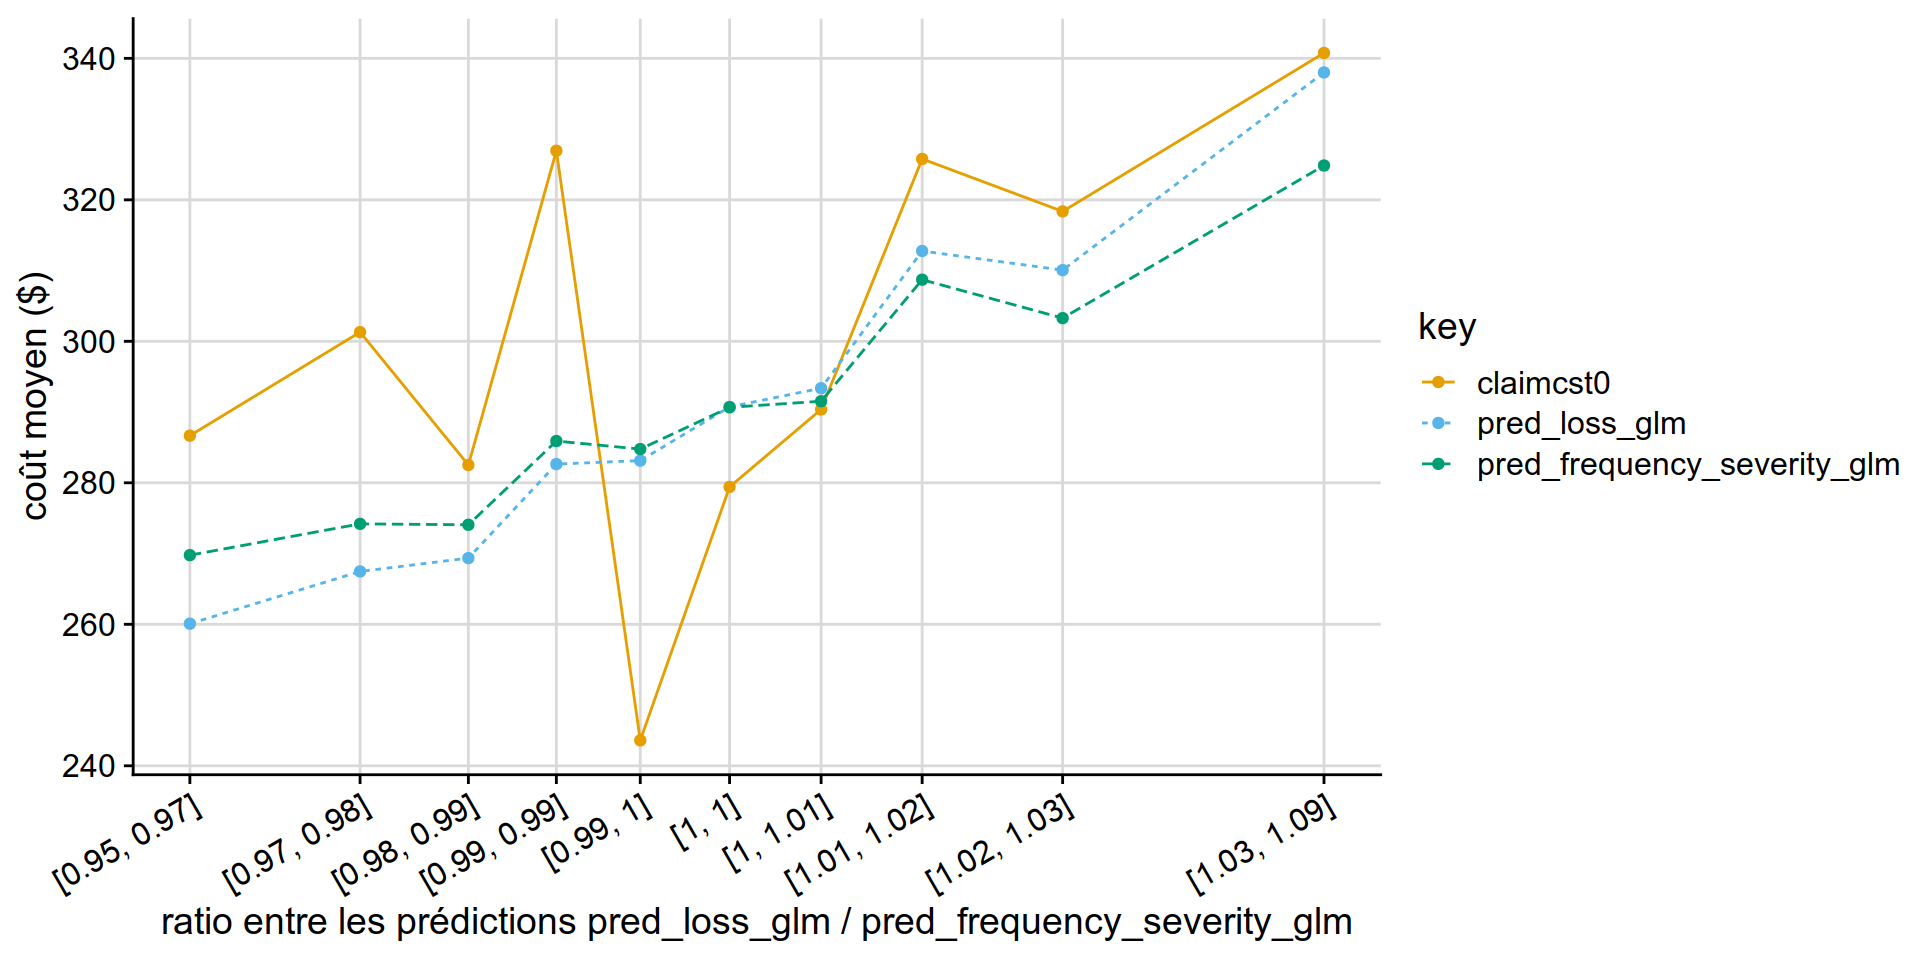 340
320
300
280
260
240
coût moyen ($)
[0.95, 0.97]
[0.97, 0.98]
[0.98, 0.99]
[0.99, 0.99]
[0.99, 1]
[1, 1]
[1, 1.01]
[1.01, 1.02]
[1.02, 1.03]
[1.03, 1.09]
ratio entre les prédictions pred_loss_glm / pred_frequency_severity_glm
key
claimcst0
pred_loss_glm
pred_frequency_severity_glm